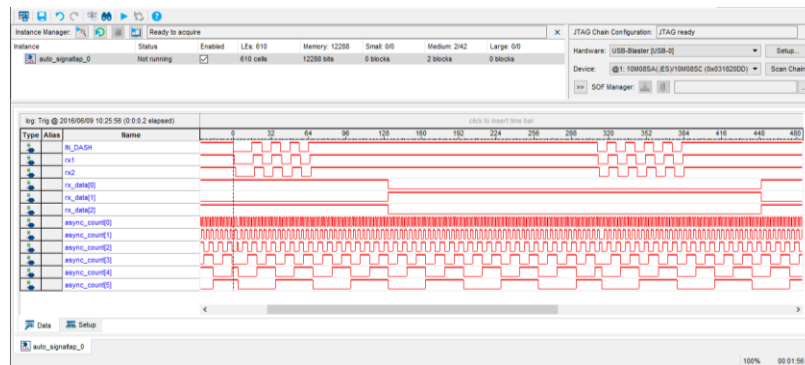 Instance Manager: Ready to acquire
Instance Status Enabled LEs: 610 Memory: 12288 Small: 0/0 Medium: 2/42 Large: 0/0
auto_signaltap_0 Not running 610 cells 12288 bits 0 blocks 2 blocks 0 blocks
JTAG Chain Configuration: JTAG ready
Hardware: USB-Blaster [USB-0] Setup...
Device: @1: 10M08SA(.|ES)/10M08SC (0x031820DD) Scan Chain
>> SOF Manager: ...
log: Trig @ 2016/06/09 10:25:56 (0:0:0.2 elapsed) click to insert time bar
Type Alias Name 0 32 64 96 128 160 192 224 256 288 320 352 384 416 448 480
IN_DASH
rx1
rx2
rx_data[0]
rx_data[1]
rx_data[2]
async_count[0]
async_count[1]
async_count[2]
async_count[3]
async_count[4]
async_count[5]
Data Setup
auto_signaltap_0
100% 00:01:56